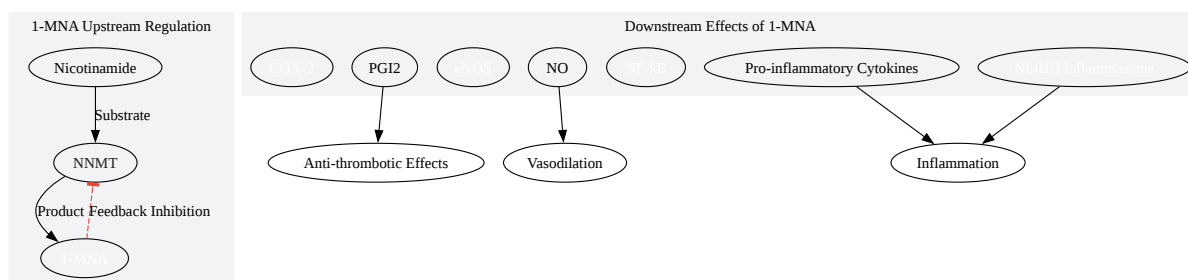 1-MNA Upstream Regulation
Nicotinamide
Substrate
NNMT
Product Feedback Inhibition
1-MNA
Downstream Effects of 1-MNA
COX-2
PGI2
eNOS
NO
NF-kB
Pro-inflammatory Cytokines
NLRP3 Inflammasome
Anti-thrombotic Effects
Vasodilation
Inflammation